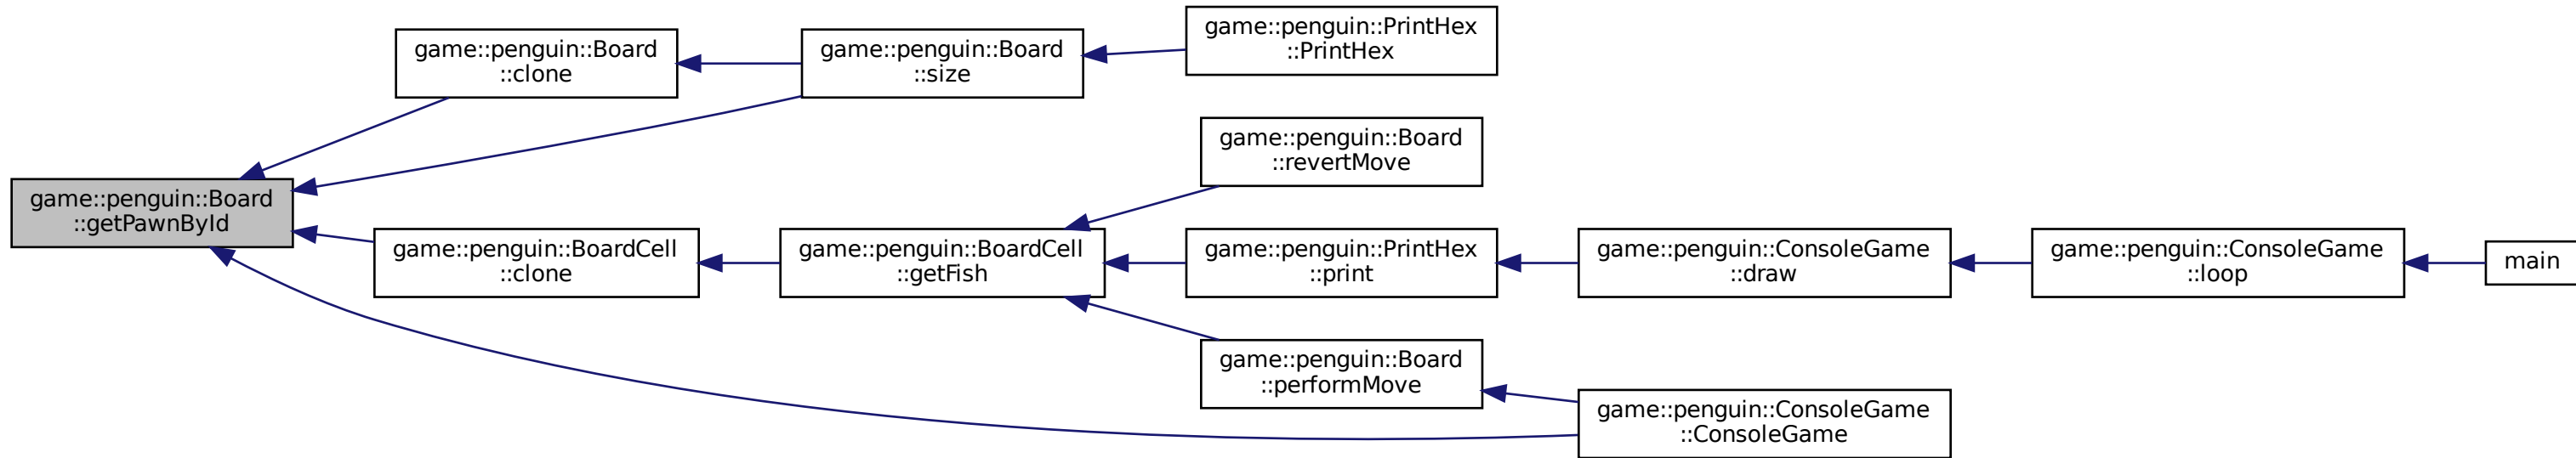 game::penguin::Board
::getPawnById
game::penguin::Board
::clone
game::penguin::Board
::size
game::penguin::PrintHex
::PrintHex
game::penguin::BoardCell
::clone
game::penguin::BoardCell
::getFish
game::penguin::Board
::revertMove
game::penguin::PrintHex
::print
game::penguin::ConsoleGame
::draw
game::penguin::ConsoleGame
::loop
main
game::penguin::Board
::performMove
game::penguin::ConsoleGame
::ConsoleGame